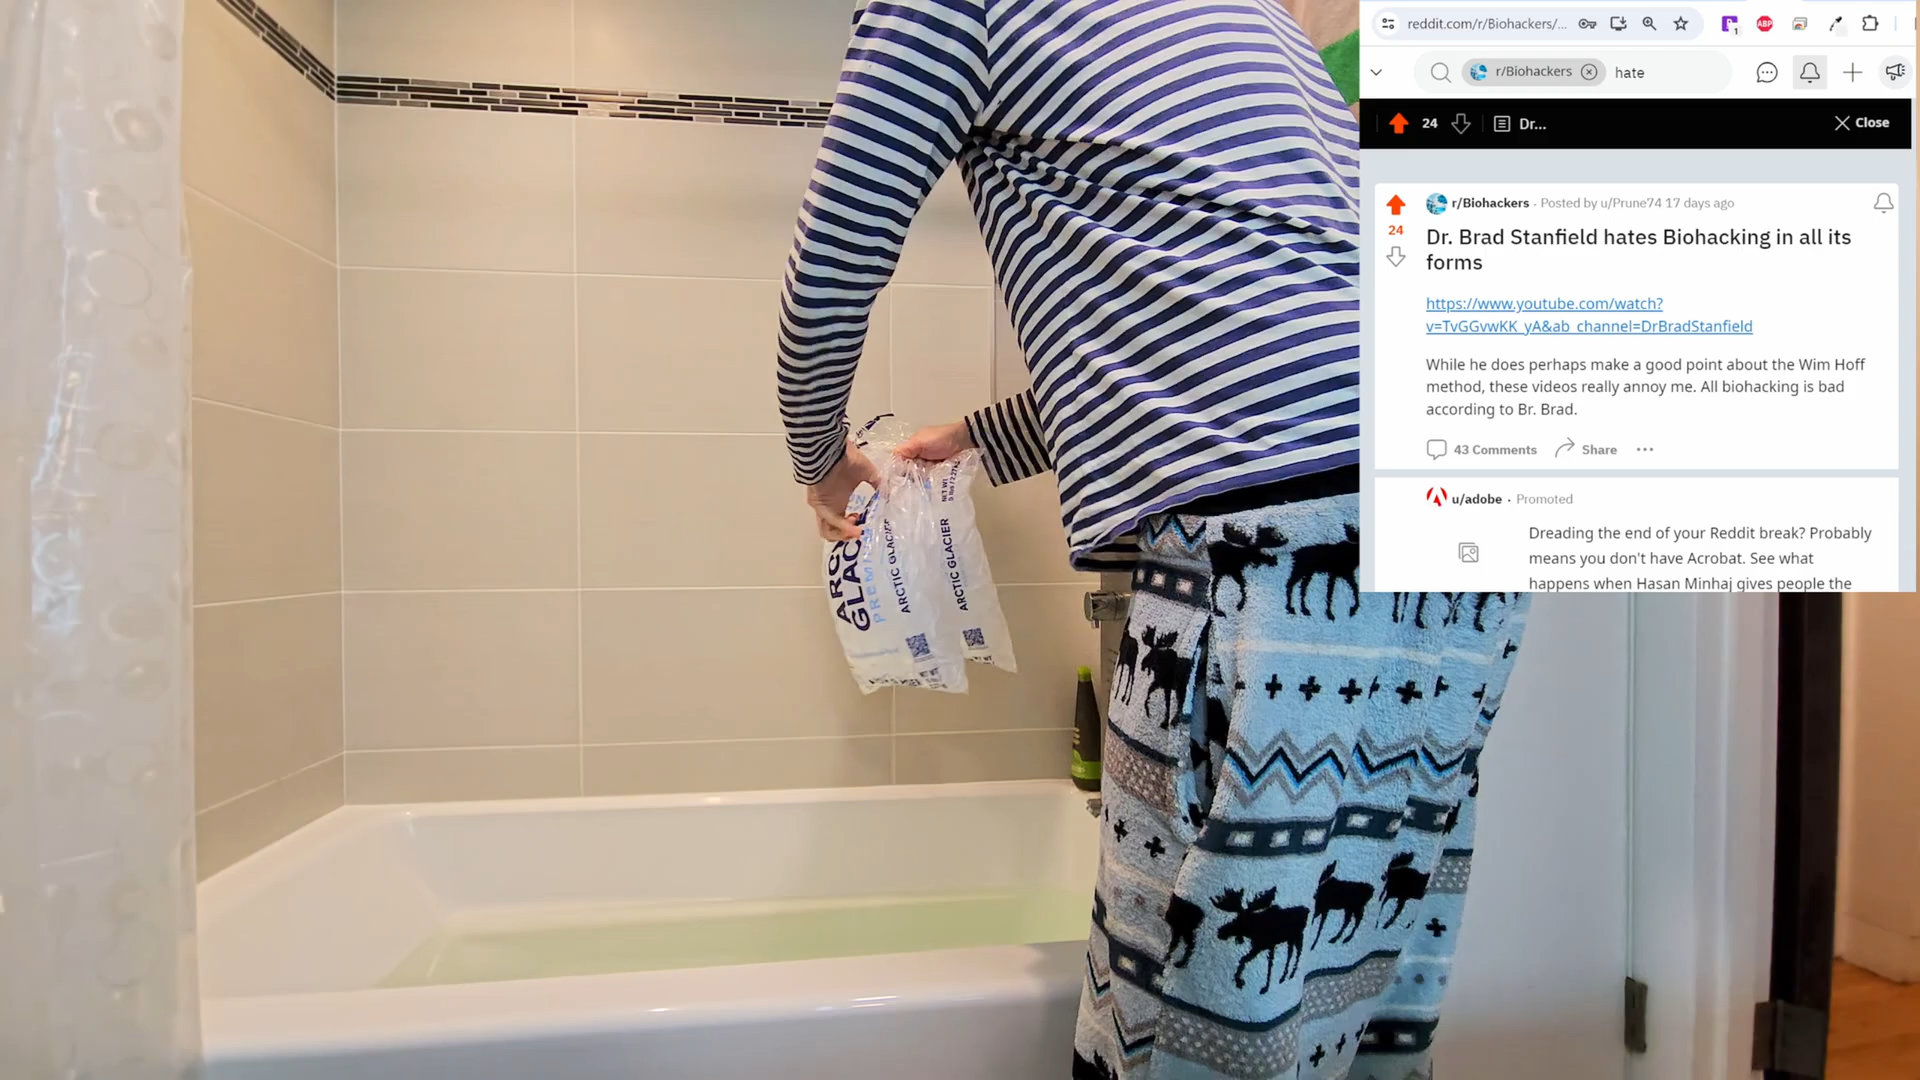 reddit.com/r/Biohackers/...
1
ABP
r/Biohackers
hate
24
Dr...
Close
r/Biohackers · Posted by u/Prune74 17 days ago
24
Dr. Brad Stanfield hates Biohacking in all its
forms
https://www.youtube.com/watch?
v=TvGGvwKK_yA&ab_channel=DrBradStanfield
While he does perhaps make a good point about the Wim Hoff
method, these videos really annoy me. All biohacking is bad
according to Br. Brad.
43 Comments
Share
u/adobe · Promoted
Dreading the end of your Reddit break? Probably
means you don't have Acrobat. See what
happens when Hasan Minhaj gives people the
ARCTIC GLACIER
ARCTIC GLACIER
NET WT